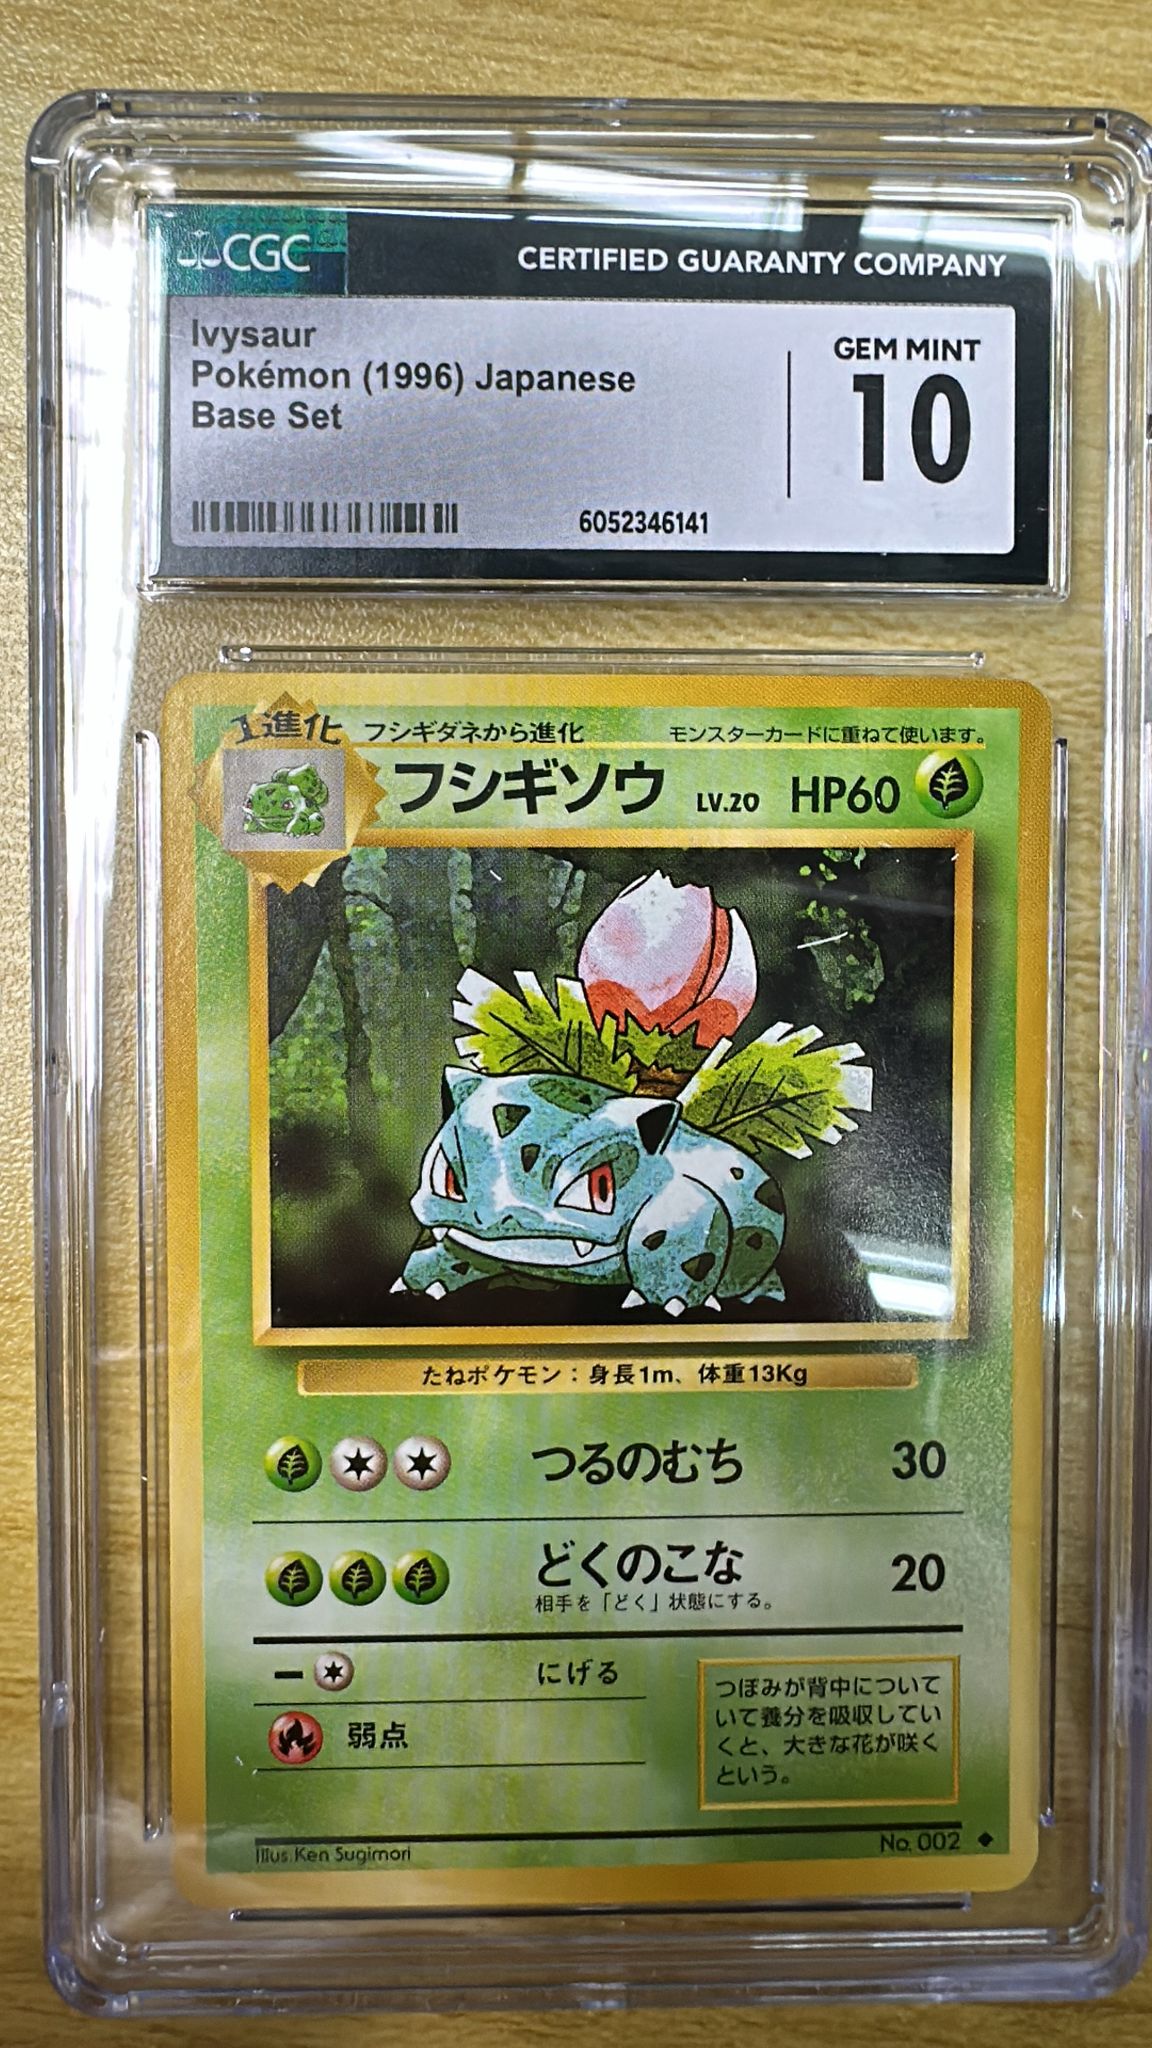 CGC
CERTIFIED GUARANTY COMPANY
Ivysaur
Pokémon (1996) Japanese
Base Set
GEM MINT
10
6052346141
1進化 フシギダネから進化 モンスターカードに重ねて使います。
フシギソウ LV.20 HP60
たねポケモン：身長1m、体重13Kg
つるのむち 30
どくのこな 20
相手を「どく」状態にする。
ー にげる
弱点
つぼみが背中について
いて養分を吸収してい
くと、大きな花が咲く
という。
Illus.Ken Sugimori
No. 002 ◆